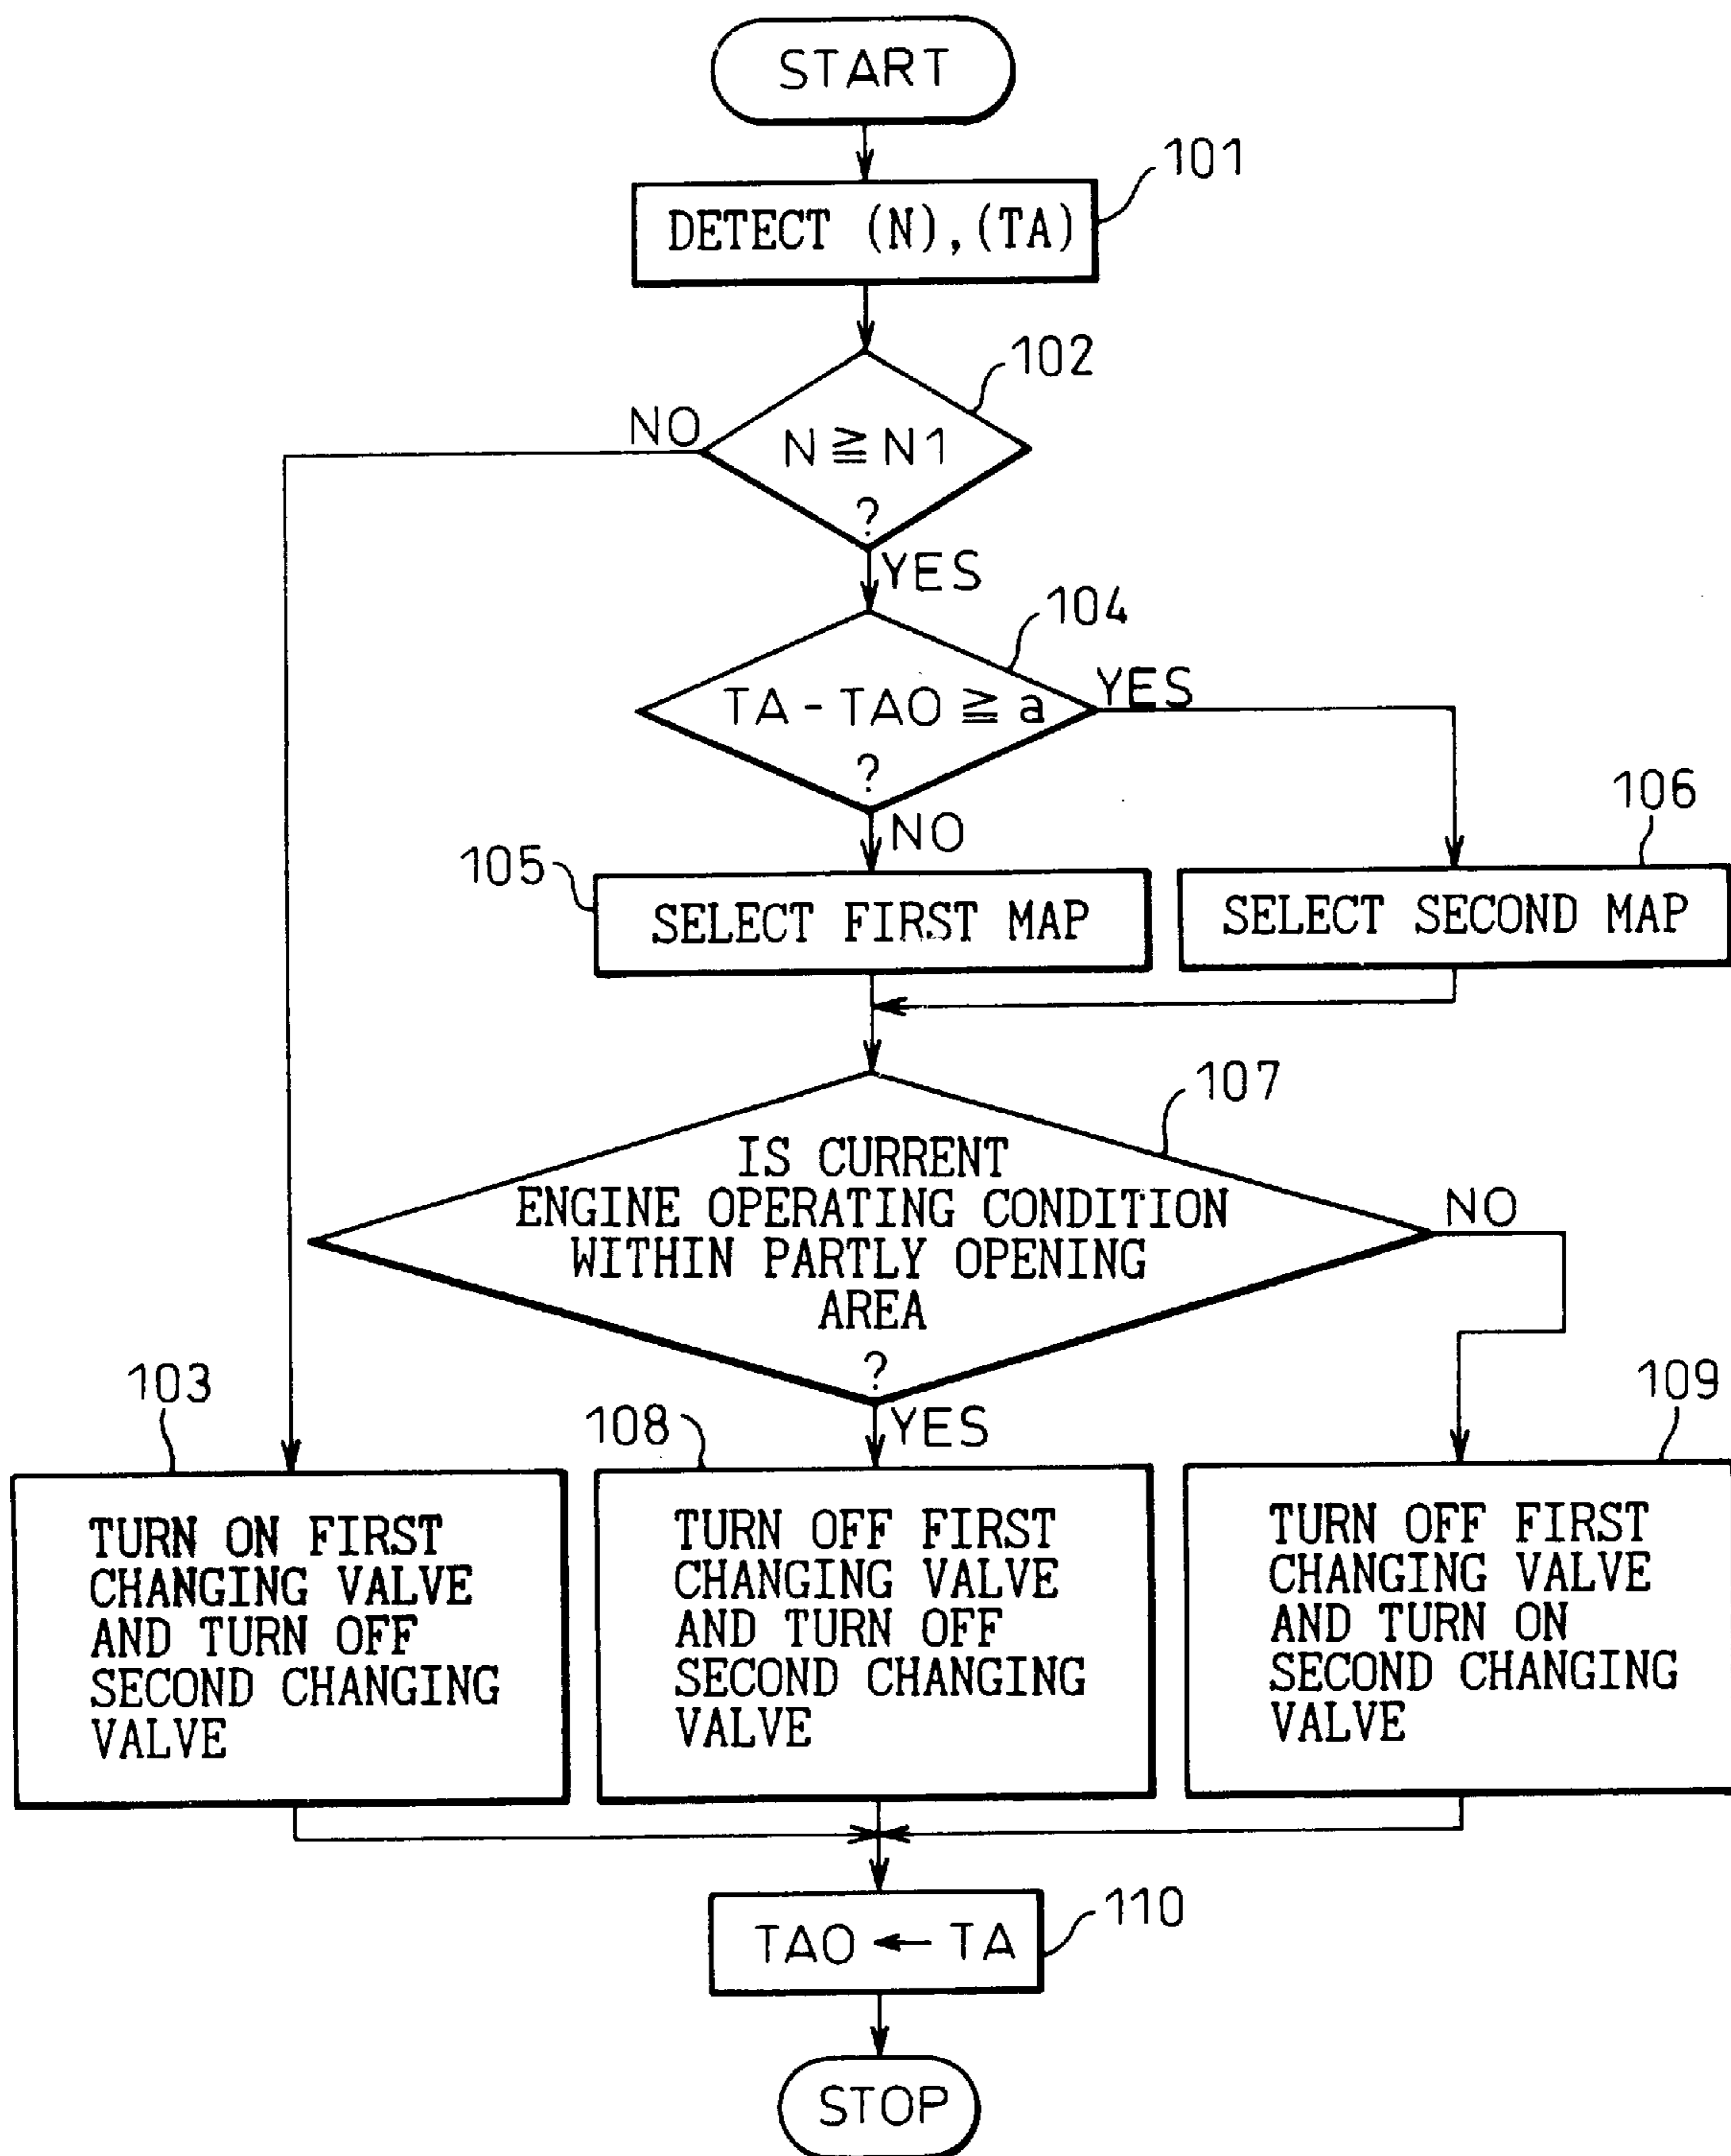 START
101
DETECT (N), (TA)
102
NO
N ≧ N1
?
YES
104
TA - TAO ≧ a
YES
?
NO
105
SELECT FIRST MAP
106
SELECT SECOND MAP
107
IS CURRENT
ENGINE OPERATING CONDITION
WITHIN PARTLY OPENING
AREA
?
NO
YES
103
TURN ON FIRST
CHANGING VALVE
AND TURN OFF
SECOND CHANGING
VALVE
108
TURN OFF FIRST
CHANGING VALVE
AND TURN OFF
SECOND CHANGING
VALVE
109
TURN OFF FIRST
CHANGING VALVE
AND TURN ON
SECOND CHANGING
VALVE
110
TAO ← TA
STOP